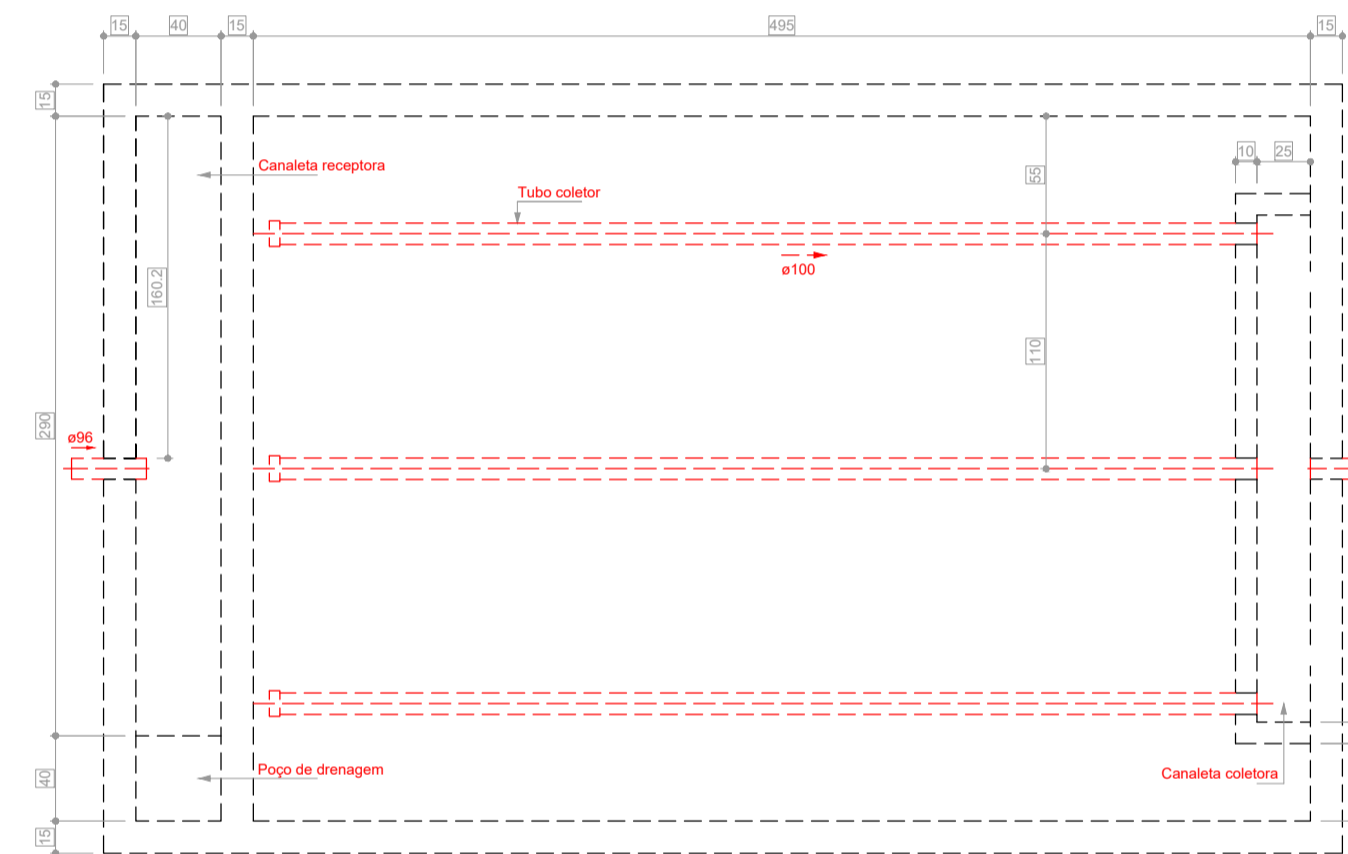 15
40
15
495
15
15
10
25
Canaleta receptora
55
Tubo coletor
ø100
160.2
110
290
ø96
Poço de drenagem
Canaleta coletora
40
15